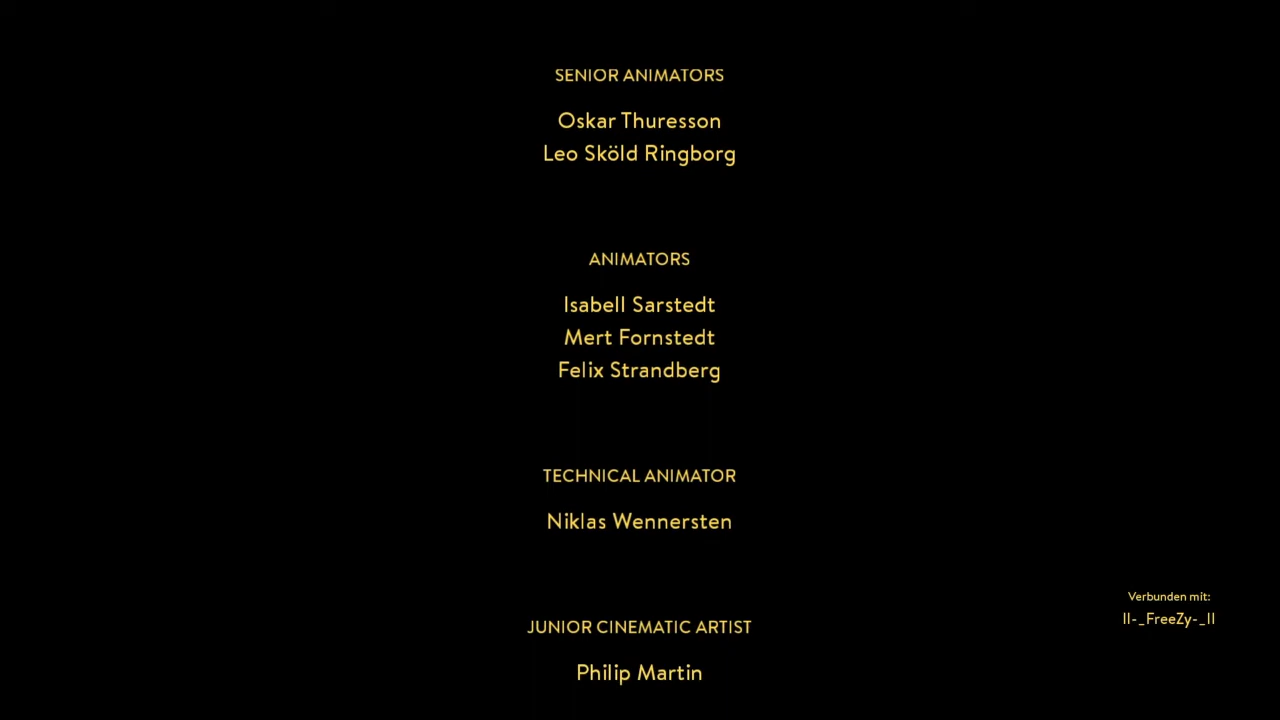 SENIOR ANIMATORS
Oskar Thuresson
Leo Sköld Ringborg
ANIMATORS
Isabell Sarstedt
Mert Fornstedt
Felix Strandberg
TECHNICAL ANIMATOR
Niklas Wennersten
JUNIOR CINEMATIC ARTIST
Philip Martin
Verbunden mit:
II-_FreeZy-_II